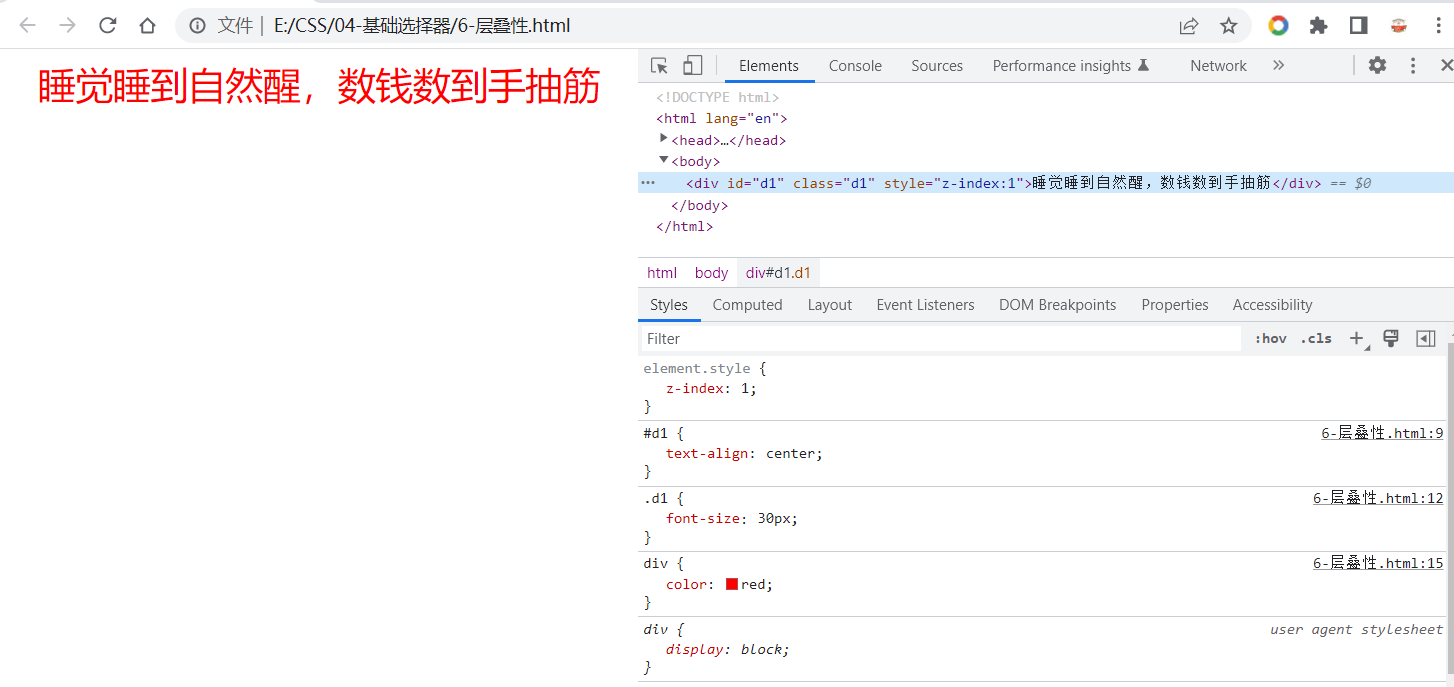 文件 | E:/CSS/04-基础选择器/6-层叠性.html
睡觉睡到自然醒，数钱数到手抽筋
Elements Console Sources Performance insights Network »
<!DOCTYPE html>
<html lang="en">
<head>…</head>
<body>
··· <div id="d1" class="d1" style="z-index:1">睡觉睡到自然醒，数钱数到手抽筋</div> == $0
</body>
</html>
html body div#d1.d1
Styles Computed Layout Event Listeners DOM Breakpoints Properties Accessibility
Filter :hov .cls +
element.style {
z-index: 1;
}
#d1 { 6-层叠性.html:9
text-align: center;
}
.d1 { 6-层叠性.html:12
font-size: 30px;
}
div { 6-层叠性.html:15
color: red;
}
div { user agent stylesheet
display: block;
}